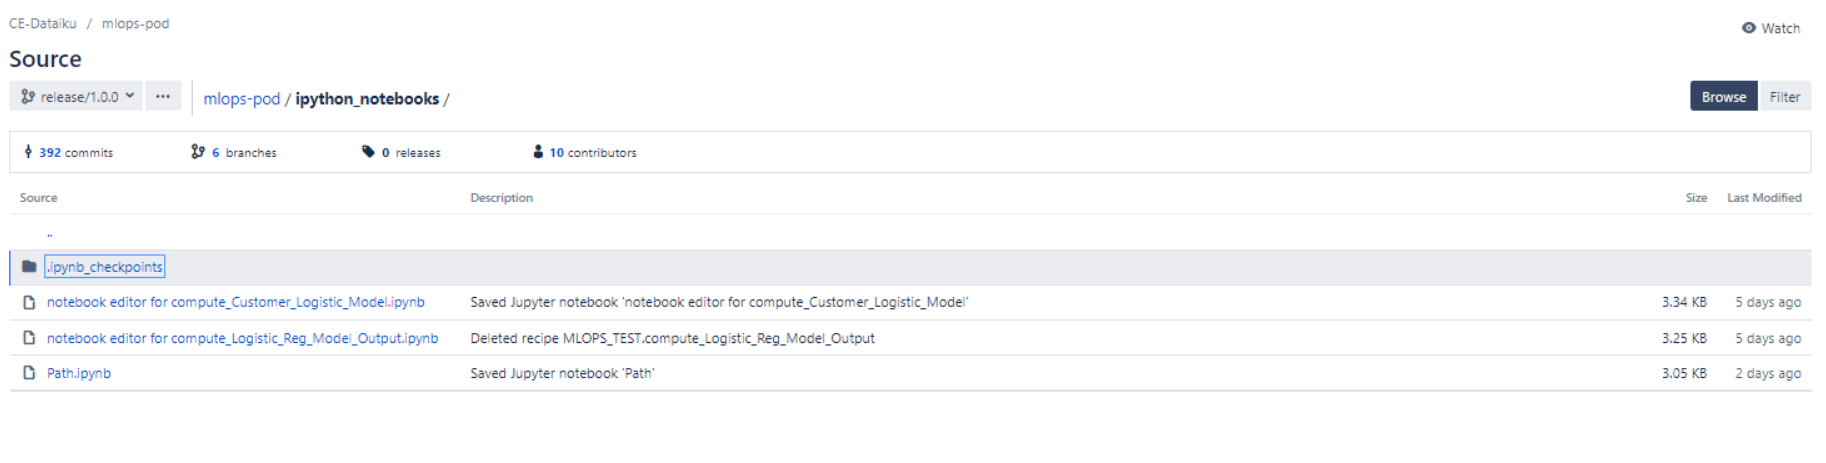 CE-Dataiku / mlops-pod
Watch
Source
release/1.0.0 ... mlops-pod / ipython_notebooks / Browse Filter
392 commits 6 branches 0 releases 10 contributors
Source Description Size Last Modified
..
.ipynb_checkpoints
notebook editor for compute_Customer_Logistic_Model.ipynb Saved Jupyter notebook 'notebook editor for compute_Customer_Logistic_Model' 3.34 KB 5 days ago
notebook editor for compute_Logistic_Reg_Model_Output.ipynb Deleted recipe MLOPS_TEST.compute_Logistic_Reg_Model_Output 3.25 KB 5 days ago
Path.ipynb Saved Jupyter notebook 'Path' 3.05 KB 2 days ago